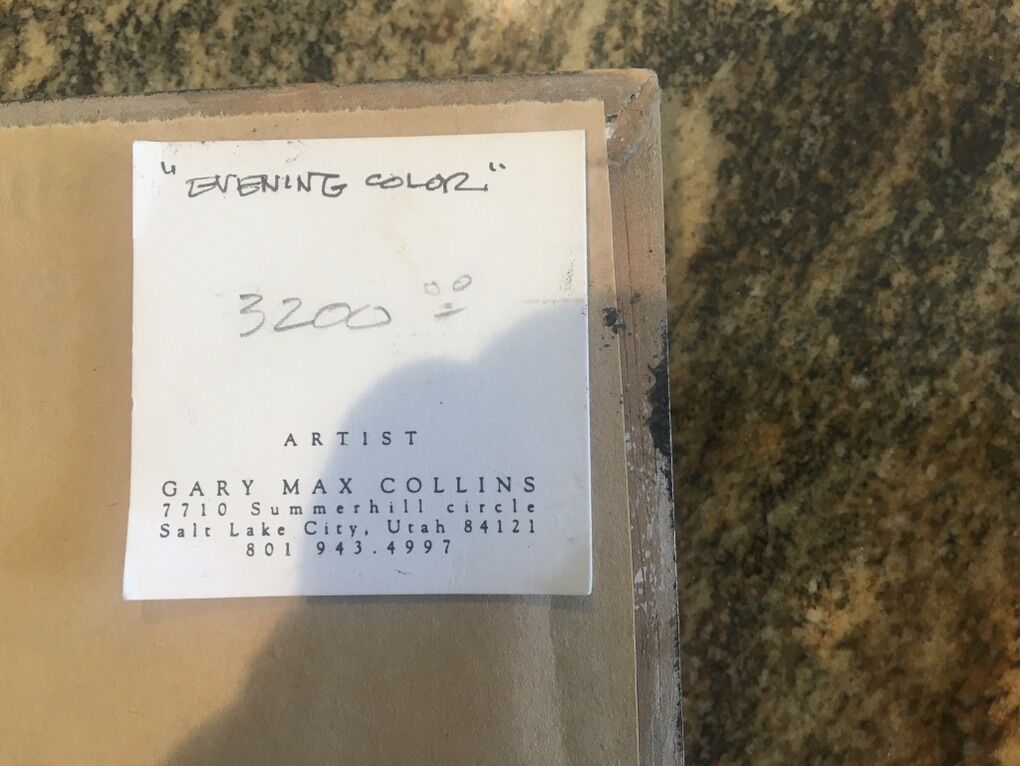 "EVENING COLOR"
3200 00
ARTIST
GARY MAX COLLINS
7710 Summerhill circle
Salt Lake City, Utah 84121
801 943.4997